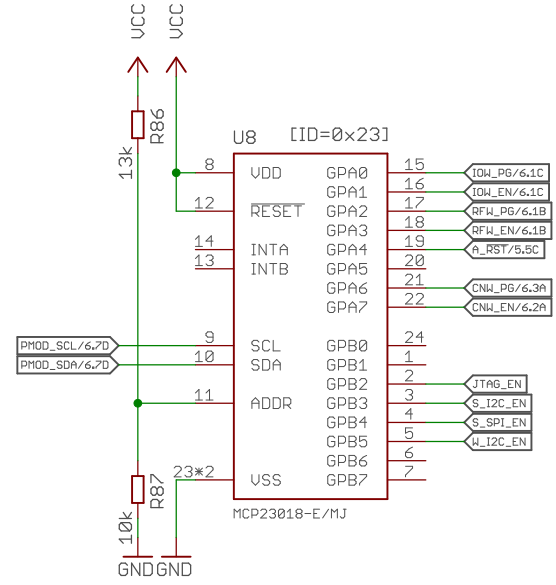 VCC
VCC
R86
13k
U8
[ID=0x23]
8
VDD
GPA0
15
IOW_PG/6.1C
GPA1
16
IOW_EN/6.1C
12
RESET
GPA2
17
RFW_PG/6.1B
GPA3
18
RFW_EN/6.1B
14
INTA
GPA4
19
A_RST/5.5C
13
INTB
GPA5
20
GPA6
21
CNW_PG/6.3A
GPA7
22
CNW_EN/6.2A
PMOD_SCL/6.7D
9
SCL
GPB0
24
PMOD_SDA/6.7D
10
SDA
GPB1
1
GPB2
2
JTAG_EN
11
ADDR
GPB3
3
S_I2C_EN
GPB4
4
S_SPI_EN
GPB5
5
W_I2C_EN
GPB6
6
23*2
VSS
GPB7
7
R87
10k
MCP23018-E/MJ
GND
GND